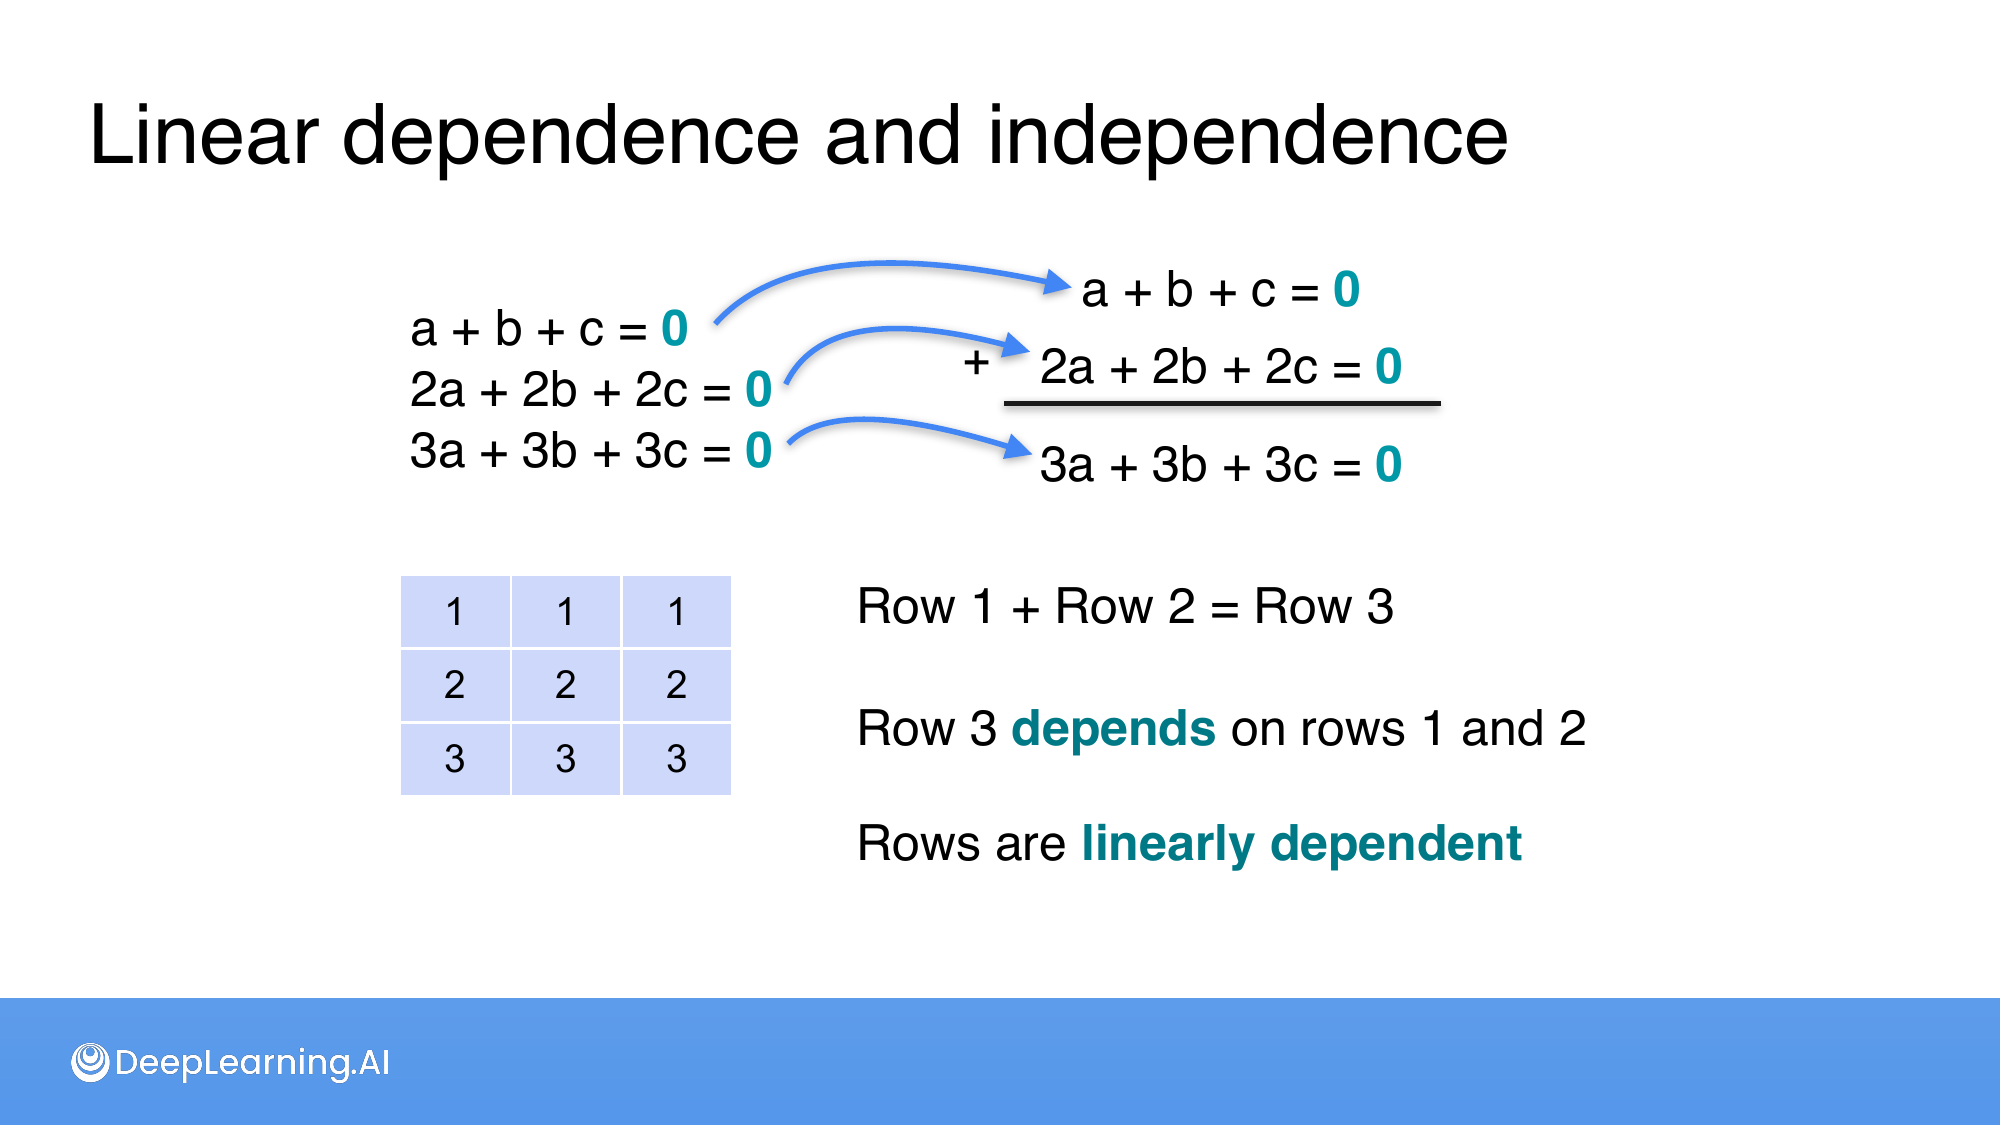 Linear dependence and independence
a + b + c = 0
2a + 2b + 2c = 0
3a + 3b + 3c = 0
a + b + c = 0
+ 2a + 2b + 2c = 0
3a + 3b + 3c = 0
1 1 1
2 2 2
3 3 3
Row 1 + Row 2 = Row 3
Row 3 depends on rows 1 and 2
Rows are linearly dependent
DeepLearning.AI